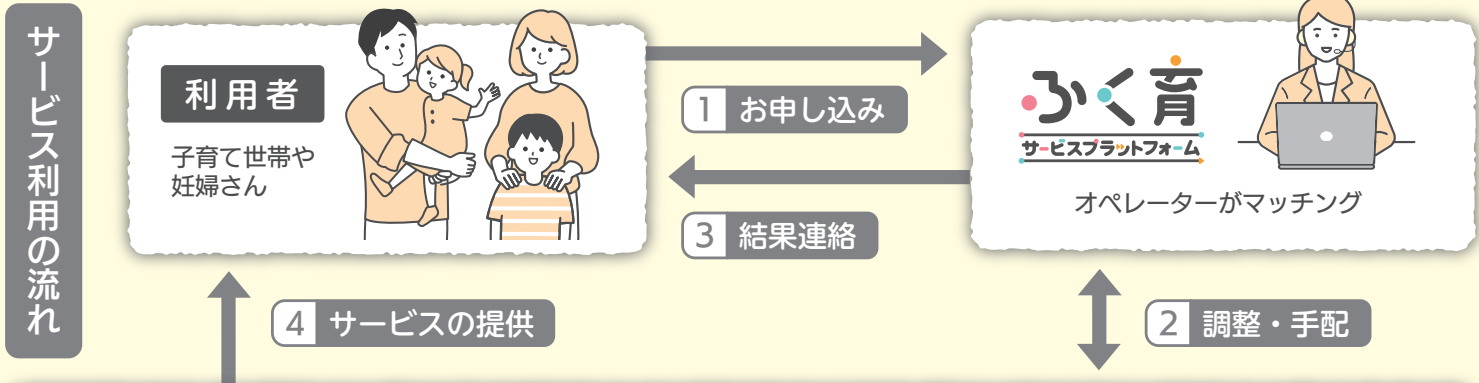 サービス利用の流れ
利用者
子育て世帯や
妊婦さん
1 お申し込み
3 結果連絡
ふく育
サービスプラットフォーム
オペレーターがマッチング
4 サービスの提供
2 調整・手配